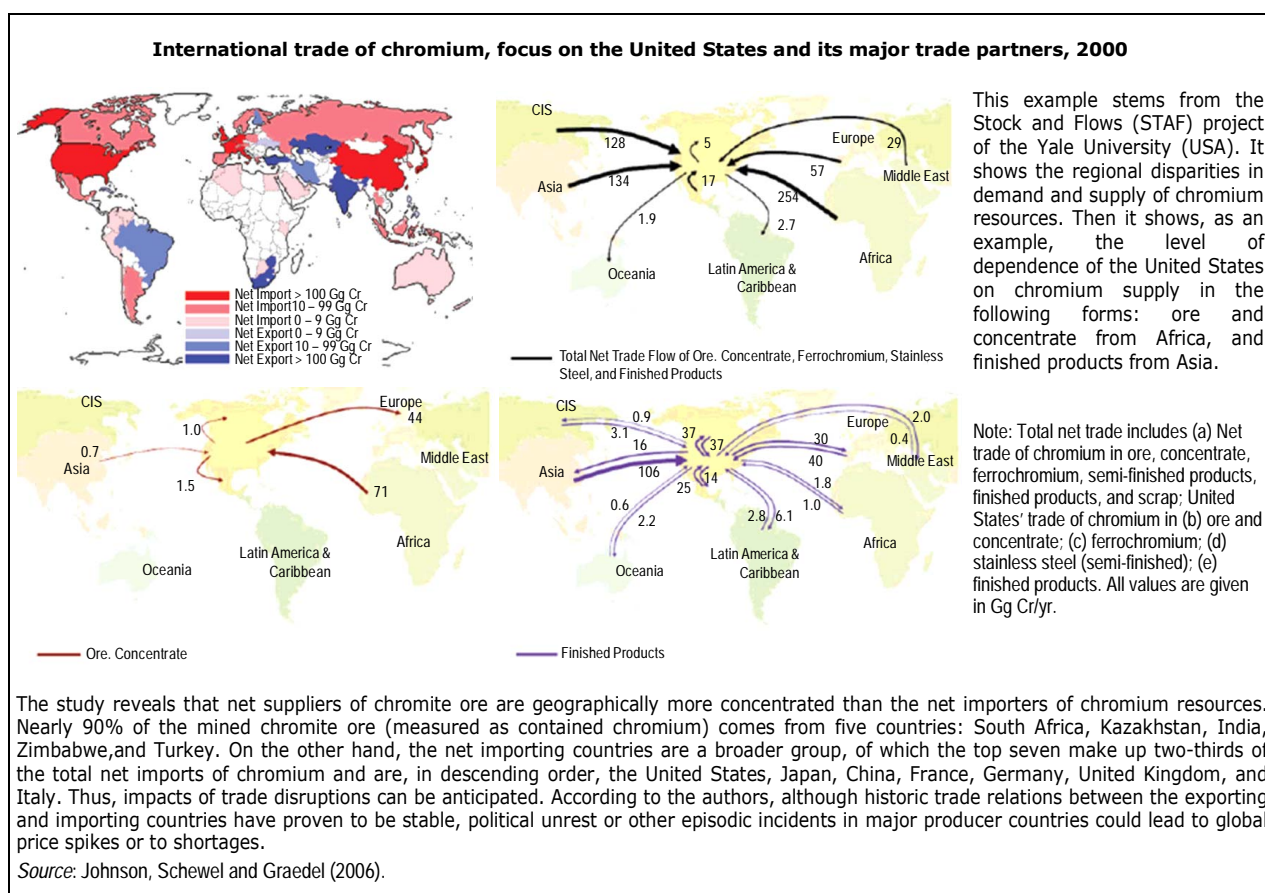 International trade of chromium, focus on the United States and its major trade partners, 2000
Net Import > 100 Gg Cr
Net Import10 – 99 Gg Cr
Net Import 0 – 9 Gg Cr
Net Export 0 – 9 Gg Cr
Net Export 10 – 99 Gg Cr
Net Export > 100 Gg Cr
CIS
128
5
Europe
29
57
Middle East
Asia
134
17
254
1.9
2.7
Oceania
Latin America &
Caribbean
Africa
Total Net Trade Flow of Ore. Concentrate, Ferrochromium, Stainless
Steel, and Finished Products
This example stems from the
Stock and Flows (STAF) project
of the Yale University (USA). It
shows the regional disparities in
demand and supply of chromium
resources. Then it shows, as an
example, the level of
dependence of the United States
on chromium supply in the
following forms: ore and
concentrate from Africa, and
finished products from Asia.
CIS
Europe
44
1.0
0.7
Asia
Middle East
1.5
71
Africa
Oceania
Latin America &
Caribbean
Ore. Concentrate
CIS
0.9
3.1
37
37
Europe
2.0
0.4
30
16
Middle East
Asia
106
40
14
25
1.8
1.0
0.6
2.2
2.8
6.1
Oceania
Latin America &
Caribbean
Africa
Finished Products
Note: Total net trade includes (a) Net
trade of chromium in ore, concentrate,
ferrochromium, semi-finished products,
finished products, and scrap; United
States' trade of chromium in (b) ore and
concentrate; (c) ferrochromium; (d)
stainless steel (semi-finished); (e)
finished products. All values are given
in Gg Cr/yr.
The study reveals that net suppliers of chromite ore are geographically more concentrated than the net importers of chromium resources.
Nearly 90% of the mined chromite ore (measured as contained chromium) comes from five countries: South Africa, Kazakhstan, India,
Zimbabwe,and Turkey. On the other hand, the net importing countries are a broader group, of which the top seven make up two-thirds of
the total net imports of chromium and are, in descending order, the United States, Japan, China, France, Germany, United Kingdom, and
Italy. Thus, impacts of trade disruptions can be anticipated. According to the authors, although historic trade relations between the exporting
and importing countries have proven to be stable, political unrest or other episodic incidents in major producer countries could lead to global
price spikes or to shortages.
Source: Johnson, Schewel and Graedel (2006).